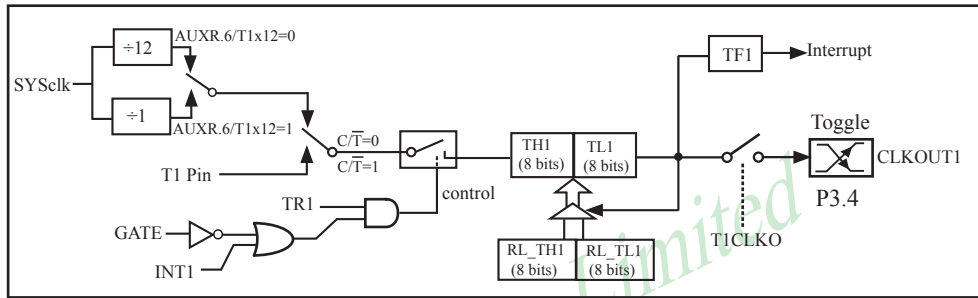 ÷12
AUXR.6/T1x12=0
SYSclk
÷1
AUXR.6/T1x12=1
C/T̅=0
C/T̅=1
T1 Pin
control
TR1
GATE
INT1
TH1
(8 bits)
TL1
(8 bits)
RL_TH1
(8 bits)
RL_TL1
(8 bits)
TF1
Interrupt
Toggle
CLKOUT1
P3.4
T1CLKO
Limited